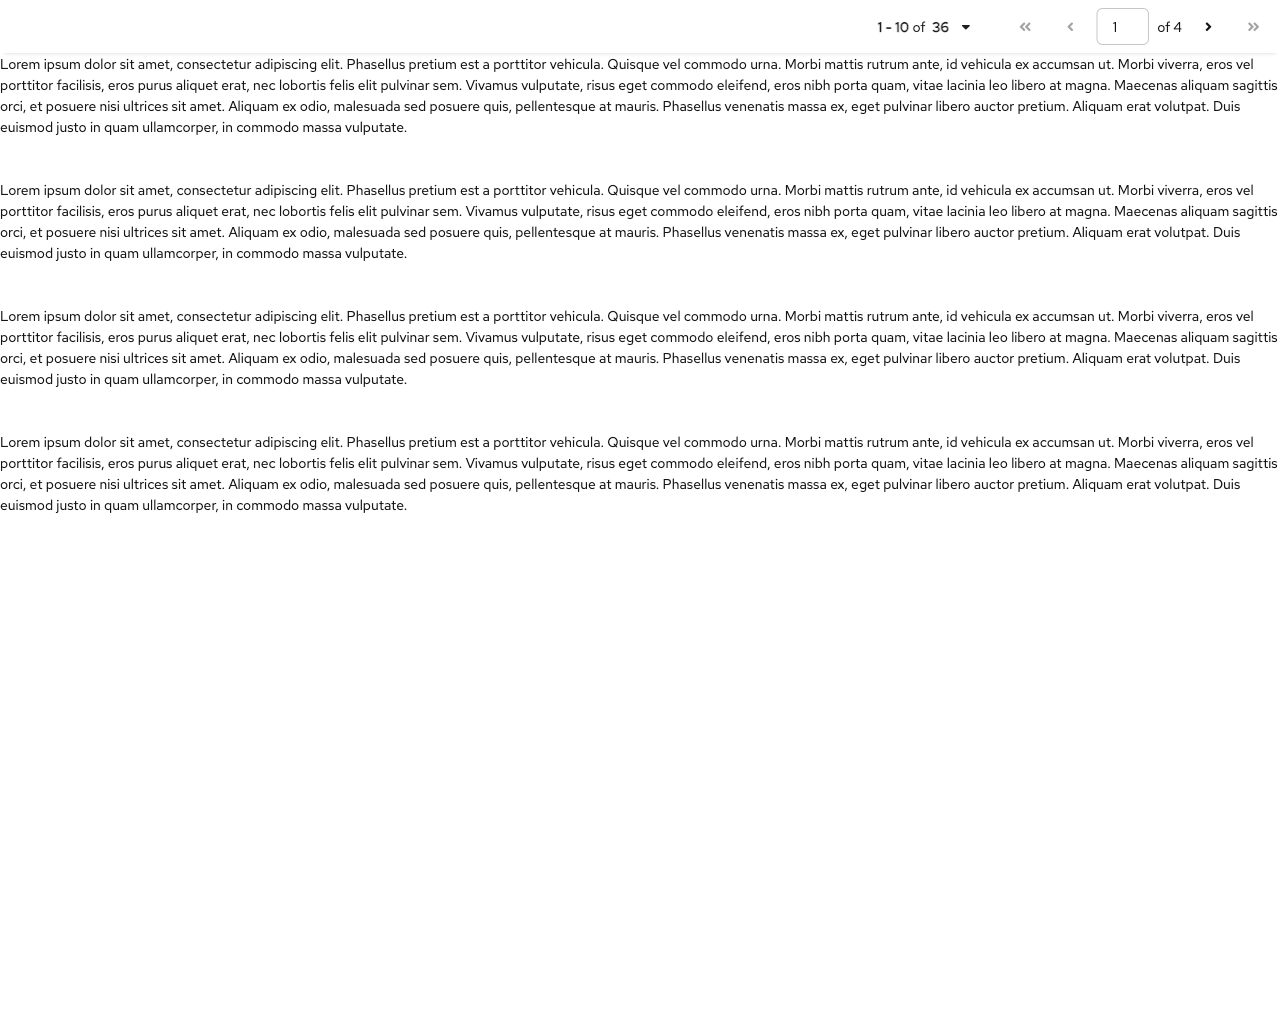 1 - 10 of 36
1 of 4
Lorem ipsum dolor sit amet, consectetur adipiscing elit. Phasellus pretium est a porttitor vehicula. Quisque vel commodo urna. Morbi mattis rutrum ante, id vehicula ex accumsan ut. Morbi viverra, eros vel
porttitor facilisis, eros purus aliquet erat, nec lobortis felis elit pulvinar sem. Vivamus vulputate, risus eget commodo eleifend, eros nibh porta quam, vitae lacinia leo libero at magna. Maecenas aliquam sagittis
orci, et posuere nisi ultrices sit amet. Aliquam ex odio, malesuada sed posuere quis, pellentesque at mauris. Phasellus venenatis massa ex, eget pulvinar libero auctor pretium. Aliquam erat volutpat. Duis
euismod justo in quam ullamcorper, in commodo massa vulputate.
Lorem ipsum dolor sit amet, consectetur adipiscing elit. Phasellus pretium est a porttitor vehicula. Quisque vel commodo urna. Morbi mattis rutrum ante, id vehicula ex accumsan ut. Morbi viverra, eros vel
porttitor facilisis, eros purus aliquet erat, nec lobortis felis elit pulvinar sem. Vivamus vulputate, risus eget commodo eleifend, eros nibh porta quam, vitae lacinia leo libero at magna. Maecenas aliquam sagittis
orci, et posuere nisi ultrices sit amet. Aliquam ex odio, malesuada sed posuere quis, pellentesque at mauris. Phasellus venenatis massa ex, eget pulvinar libero auctor pretium. Aliquam erat volutpat. Duis
euismod justo in quam ullamcorper, in commodo massa vulputate.
Lorem ipsum dolor sit amet, consectetur adipiscing elit. Phasellus pretium est a porttitor vehicula. Quisque vel commodo urna. Morbi mattis rutrum ante, id vehicula ex accumsan ut. Morbi viverra, eros vel
porttitor facilisis, eros purus aliquet erat, nec lobortis felis elit pulvinar sem. Vivamus vulputate, risus eget commodo eleifend, eros nibh porta quam, vitae lacinia leo libero at magna. Maecenas aliquam sagittis
orci, et posuere nisi ultrices sit amet. Aliquam ex odio, malesuada sed posuere quis, pellentesque at mauris. Phasellus venenatis massa ex, eget pulvinar libero auctor pretium. Aliquam erat volutpat. Duis
euismod justo in quam ullamcorper, in commodo massa vulputate.
Lorem ipsum dolor sit amet, consectetur adipiscing elit. Phasellus pretium est a porttitor vehicula. Quisque vel commodo urna. Morbi mattis rutrum ante, id vehicula ex accumsan ut. Morbi viverra, eros vel
porttitor facilisis, eros purus aliquet erat, nec lobortis felis elit pulvinar sem. Vivamus vulputate, risus eget commodo eleifend, eros nibh porta quam, vitae lacinia leo libero at magna. Maecenas aliquam sagittis
orci, et posuere nisi ultrices sit amet. Aliquam ex odio, malesuada sed posuere quis, pellentesque at mauris. Phasellus venenatis massa ex, eget pulvinar libero auctor pretium. Aliquam erat volutpat. Duis
euismod justo in quam ullamcorper, in commodo massa vulputate.